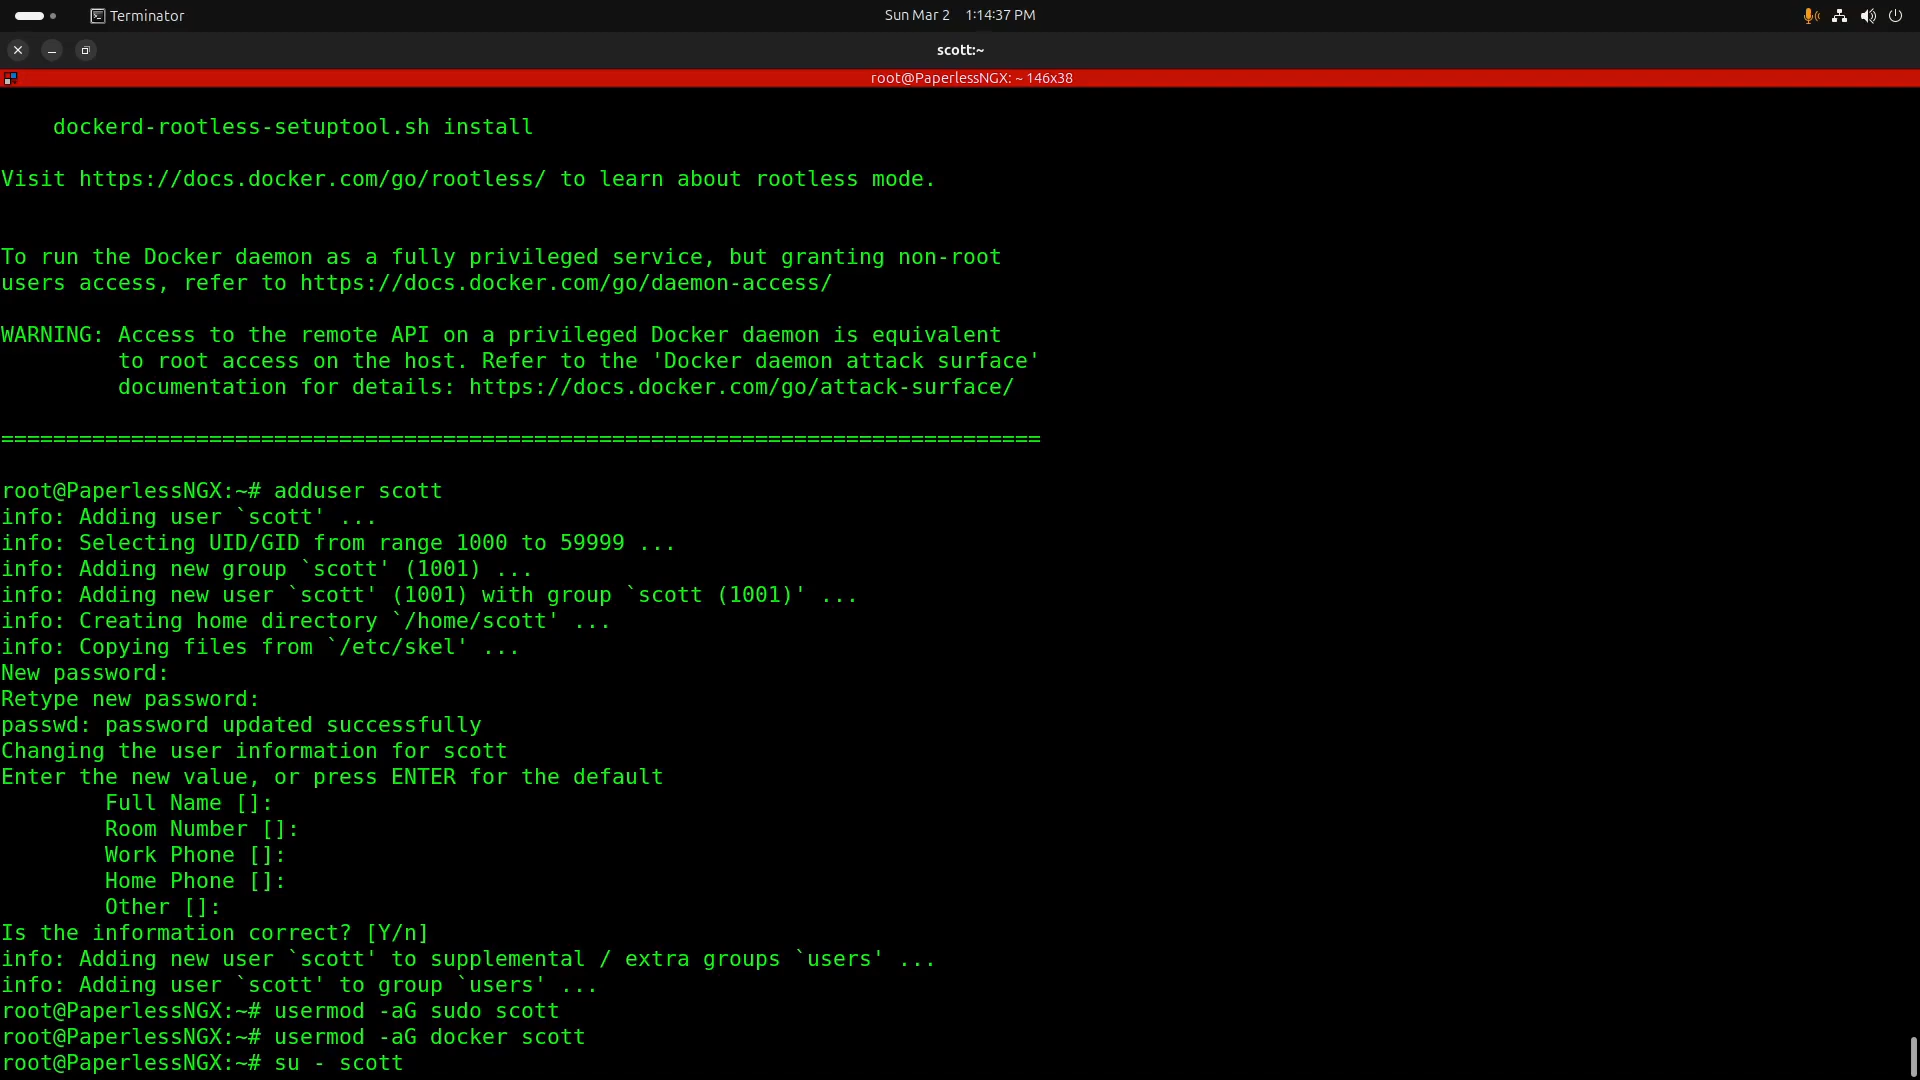 Terminator
Sun Mar 2 1:14:37 PM
scott:~
root@PaperlessNGX: ~ 146x38
dockerd-rootless-setuptool.sh install
Visit https://docs.docker.com/go/rootless/ to learn about rootless mode.
To run the Docker daemon as a fully privileged service, but granting non-root
users access, refer to https://docs.docker.com/go/daemon-access/
WARNING: Access to the remote API on a privileged Docker daemon is equivalent
to root access on the host. Refer to the 'Docker daemon attack surface'
documentation for details: https://docs.docker.com/go/attack-surface/
================================================================================
root@PaperlessNGX:~# adduser scott
info: Adding user `scott' ...
info: Selecting UID/GID from range 1000 to 59999 ...
info: Adding new group `scott' (1001) ...
info: Adding new user `scott' (1001) with group `scott (1001)' ...
info: Creating home directory `/home/scott' ...
info: Copying files from `/etc/skel' ...
New password:
Retype new password:
passwd: password updated successfully
Changing the user information for scott
Enter the new value, or press ENTER for the default
Full Name []:
Room Number []:
Work Phone []:
Home Phone []:
Other []:
Is the information correct? [Y/n]
info: Adding new user `scott' to supplemental / extra groups `users' ...
info: Adding user `scott' to group `users' ...
root@PaperlessNGX:~# usermod -aG sudo scott
root@PaperlessNGX:~# usermod -aG docker scott
root@PaperlessNGX:~# su - scott